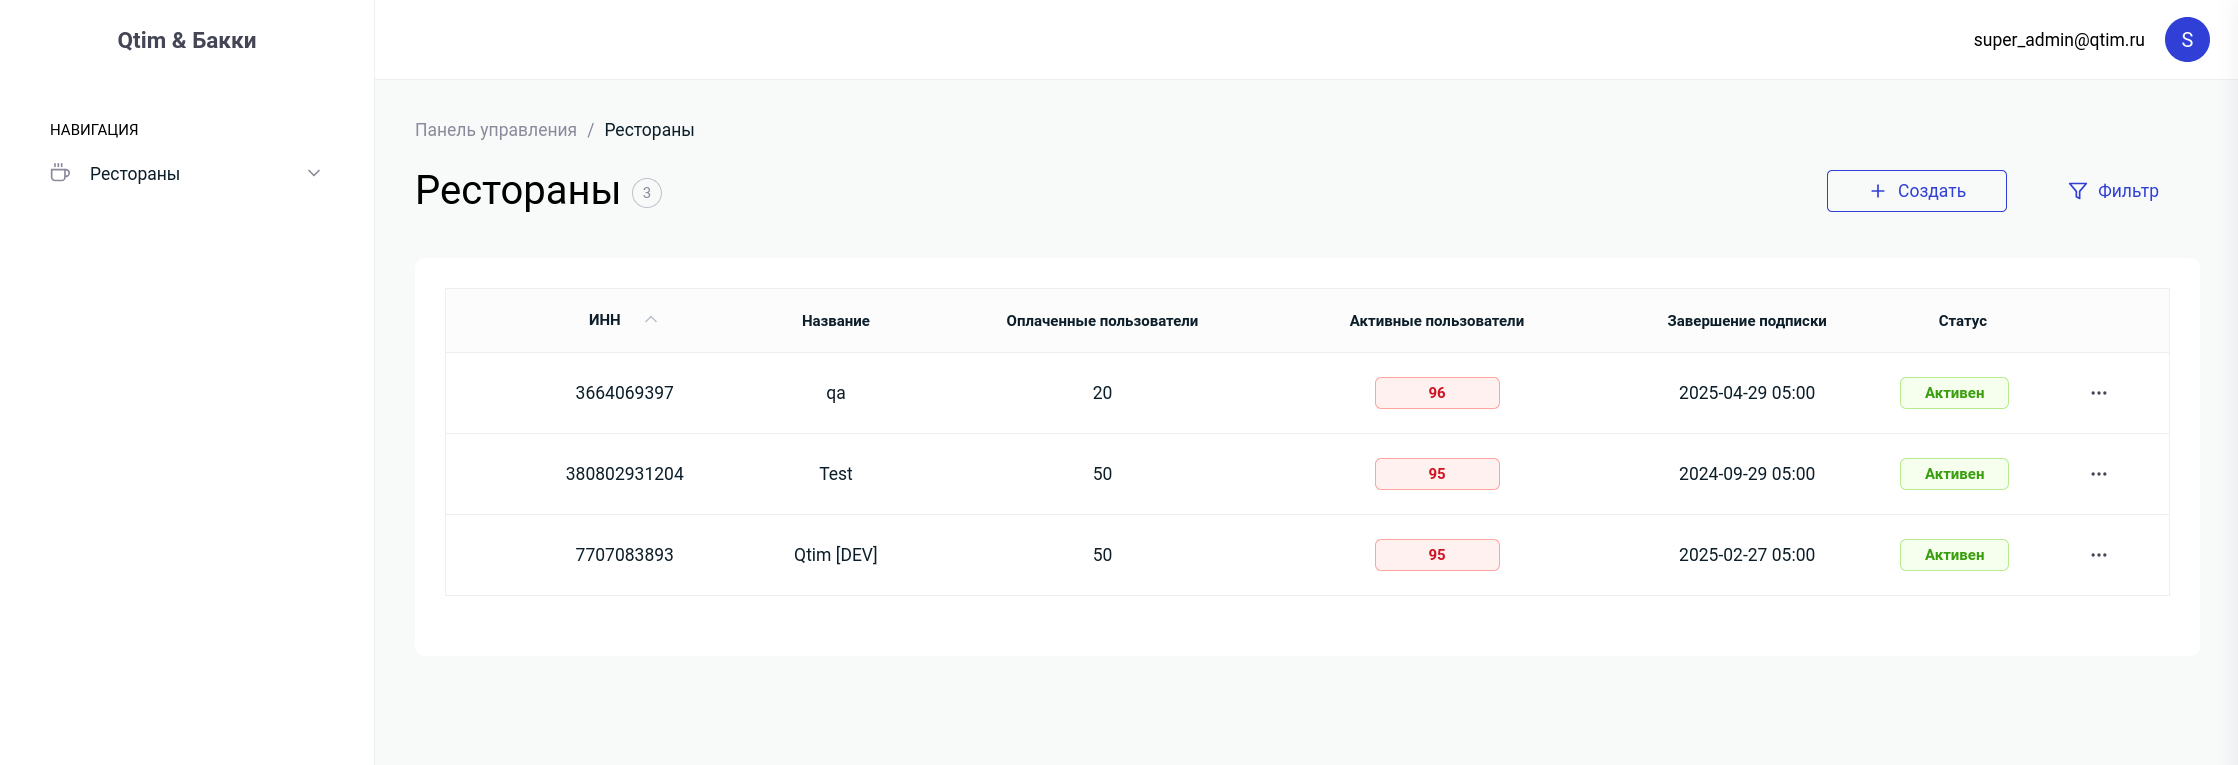 Qtim & Бакки
super_admin@qtim.ru
S
НАВИГАЦИЯ
Рестораны
Панель управления / Рестораны
Рестораны 3
Создать
Фильтр
ИНН Название Оплаченные пользователи Активные пользователи Завершение подписки Статус
3664069397 qa 20 96 2025-04-29 05:00 Активен
380802931204 Test 50 95 2024-09-29 05:00 Активен
7707083893 Qtim [DEV] 50 95 2025-02-27 05:00 Активен